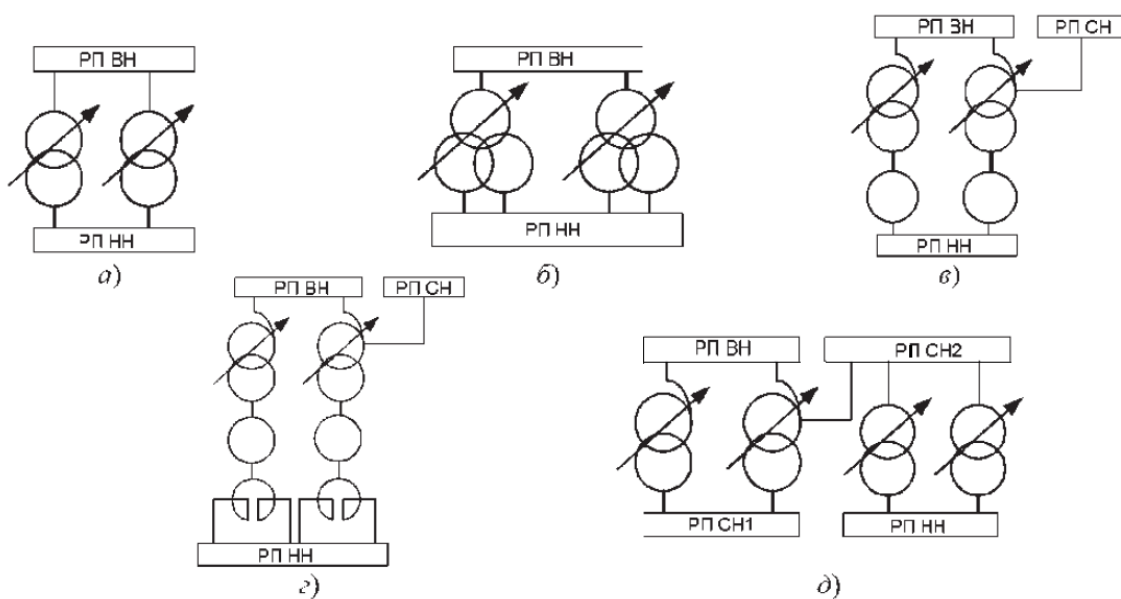 РП ВН
РП НН
а)
РП ВН
РП НН
б)
РП ВН РП СН
РП НН
в)
РП ВН РП СН
РП НН
г)
РП ВН РП СН2
РП СН1 РП НН
д)